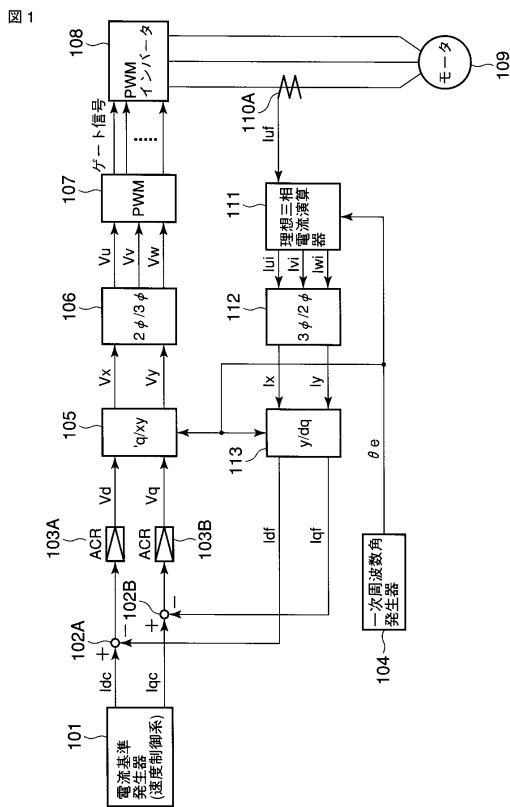 図1
101
電流基準
発生器
(速度制御系)
Idc
Iqc
102A
+
−
102B
+
−
103A
ACR
ACR
103B
Vd
Vq
105
'q/xy
Vx
Vy
106
2φ/3φ
Vu
Vv
Vw
107
PWM
ゲート信号
......
108
PWM
インバータ
モータ
109
110A
Iuf
111
理想三相
電流演算
器
Iui
Ivi
Iwi
112
3φ/2φ
Ix
Iy
113
y/dq
Idf
Iqf
θe
一次周波数角
発生器
104